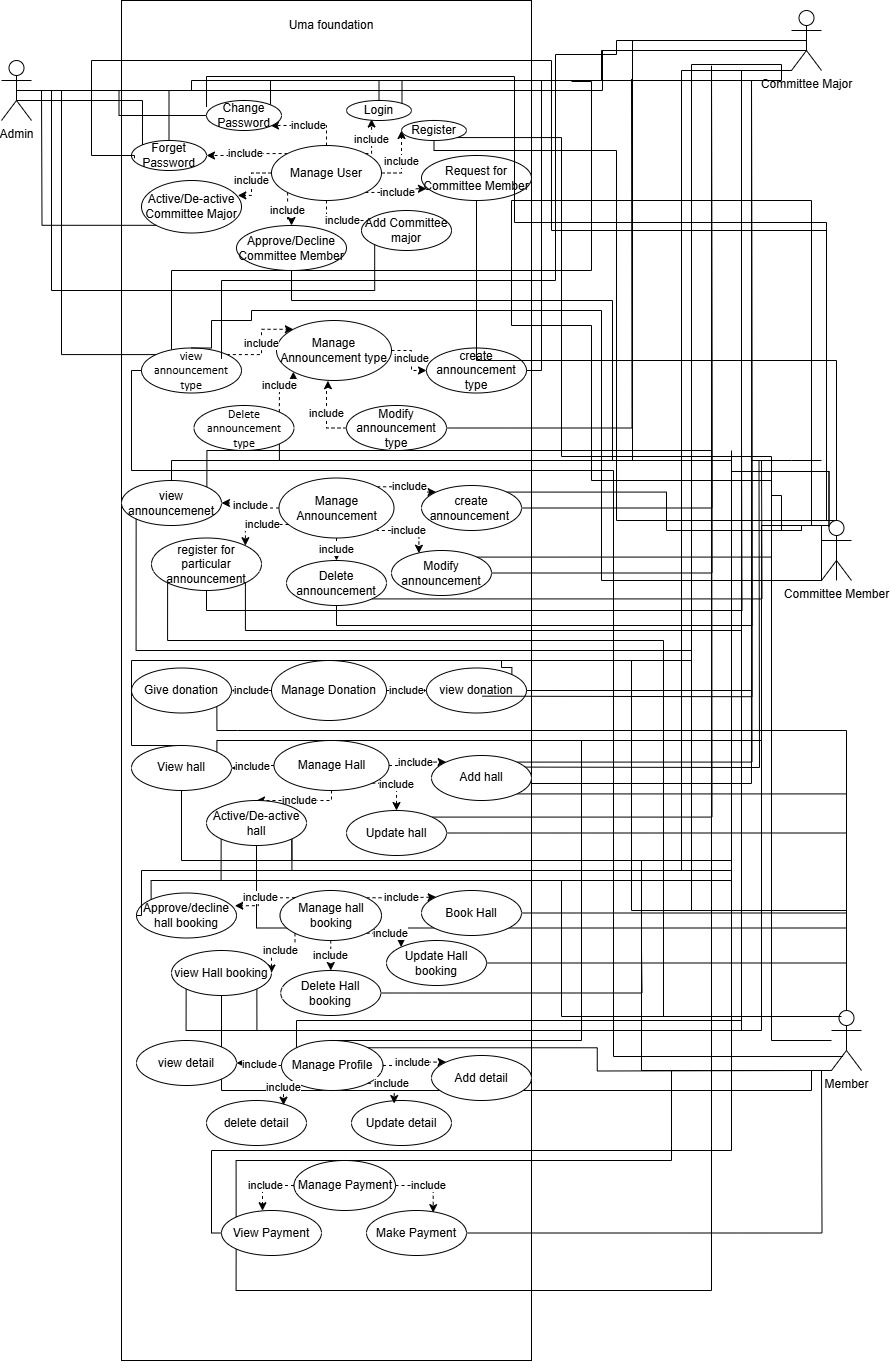 Uma foundation
Committee Major
Admin
Change
Password
Login
include
include
Register
Forget
Password
include
include
Manage User
Request for
Committee Member
Active/De-active
Committee Major
include
include
include
include
Add Committee
major
Approve/Decline
Committee Member
Manage
Announcement type
include
view
announcement
type
include
create
announcement
type
include
include
Delete
announcement
type
Modify
announcement
type
include
view
announcemenet
include
Manage
Announcement
create
announcement
include
include
register for
particular
announcement
include
Delete
announcement
Modify
announcement
Committee Member
Give donation
include
Manage Donation
include
view donation
View hall
include
Manage Hall
include
Add hall
include
include
Active/De-active
hall
Update hall
include
include
Approve/decline
hall booking
Manage hall
booking
Book Hall
include
include
include
view Hall booking
Update Hall
booking
Delete Hall
booking
view detail
include
Manage Profile
include
Add detail
Member
include
include
delete detail
Update detail
include
Manage Payment
include
View Payment
Make Payment